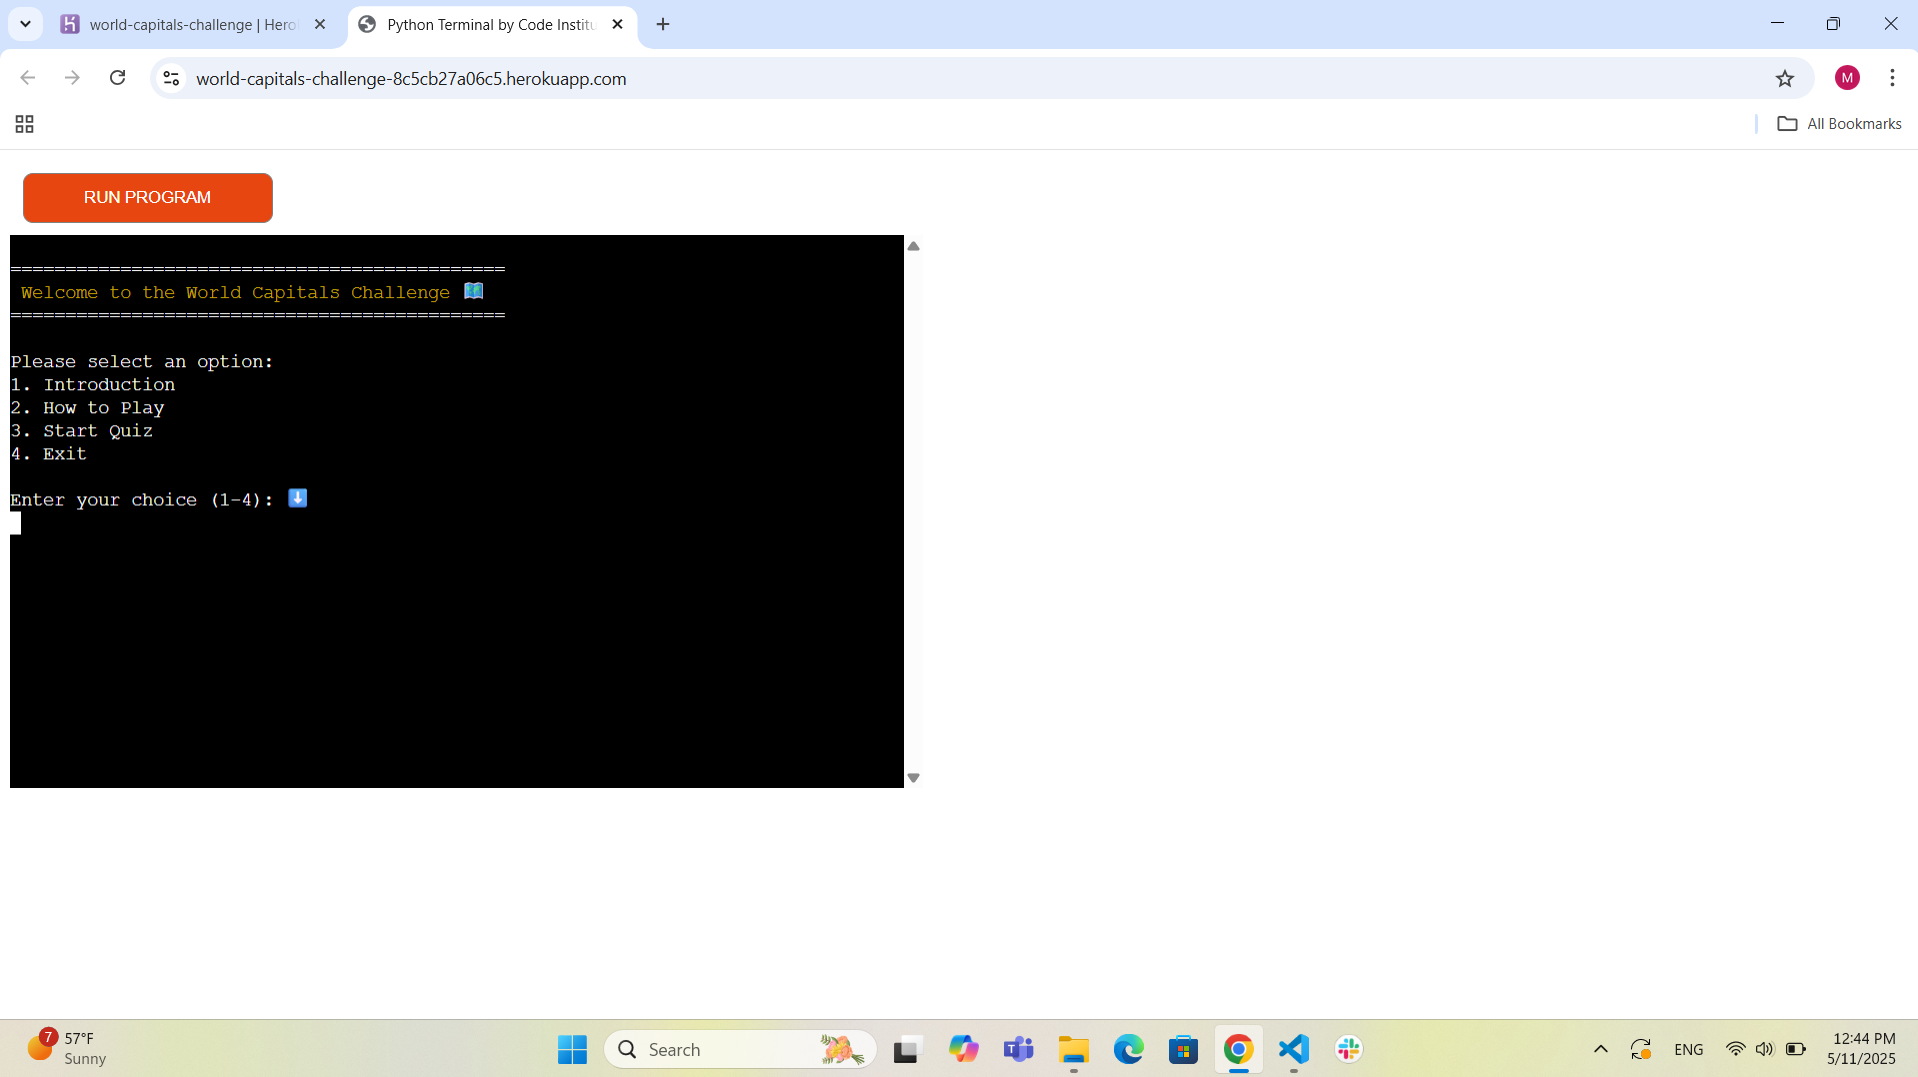 world-capitals-challenge | Hero
Python Terminal by Code Institu
world-capitals-challenge-8c5cb27a06c5.herokuapp.com
M
All Bookmarks
RUN PROGRAM
=============================================
Welcome to the World Capitals Challenge 🗺️
=============================================
Please select an option:
1. Introduction
2. How to Play
3. Start Quiz
4. Exit
Enter your choice (1-4): ⬇️
7
57°F
Sunny
Search
ENG
12:44 PM
5/11/2025